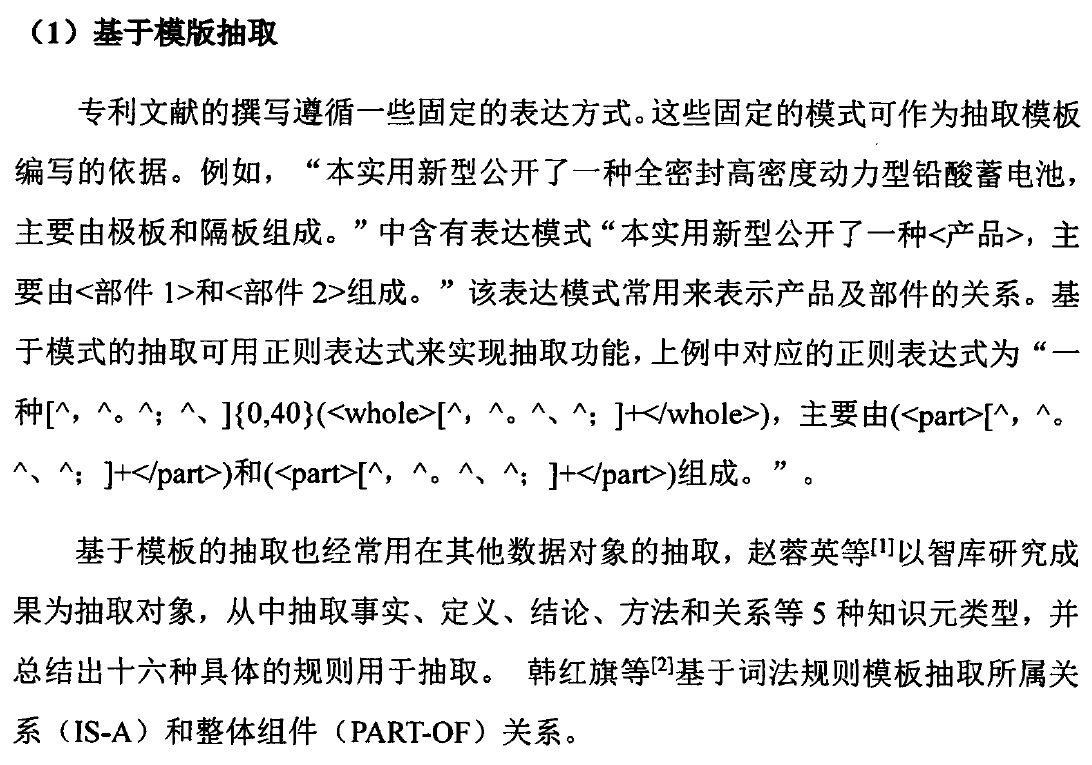 （1）基于模版抽取
专利文献的撰写遵循一些固定的表达方式。这些固定的模式可作为抽取模板
编写的依据。例如，“本实用新型公开了一种全密封高密度动力型铅酸蓄电池，
主要由极板和隔板组成。”中含有表达模式“本实用新型公开了一种<产品>，主
要由<部件 1>和<部件 2>组成。”该表达模式常用来表示产品及部件的关系。基
于模式的抽取可用正则表达式来实现抽取功能，上例中对应的正则表达式为“一
种[^，^。^；^、]{0,40}(<whole>[^，^。^、^；]+</whole>)，主要由(<part>[^，^。
^、^；]+</part>)和(<part>[^，^。^、^；]+</part>)组成。”。
基于模板的抽取也经常用在其他数据对象的抽取，赵蓉英等[1]以智库研究成
果为抽取对象，从中抽取事实、定义、结论、方法和关系等 5 种知识元类型，并
总结出十六种具体的规则用于抽取。 韩红旗等[2]基于词法规则模板抽取所属关
系（IS-A）和整体组件（PART-OF）关系。